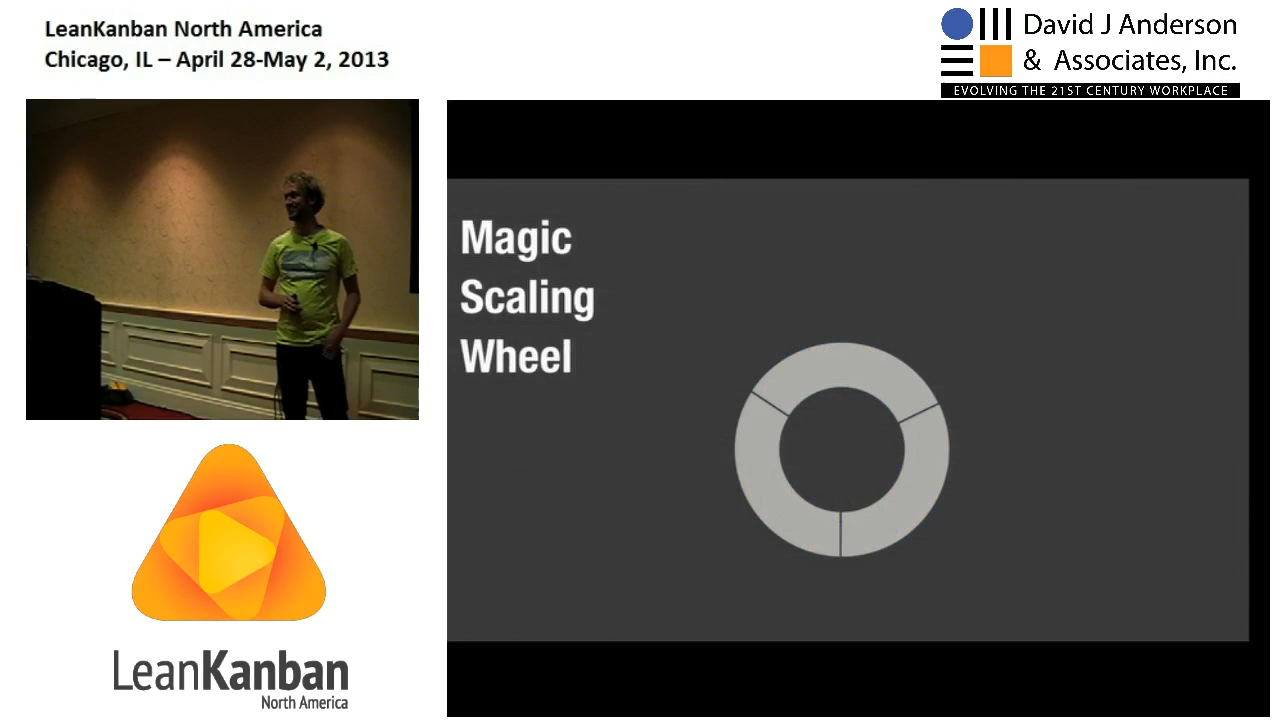 LeanKanban North America
Chicago, IL – April 28-May 2, 2013
David J Anderson
& Associates, Inc.
EVOLVING THE 21ST CENTURY WORKPLACE
Magic
Scaling
Wheel
LeanKanban
North America